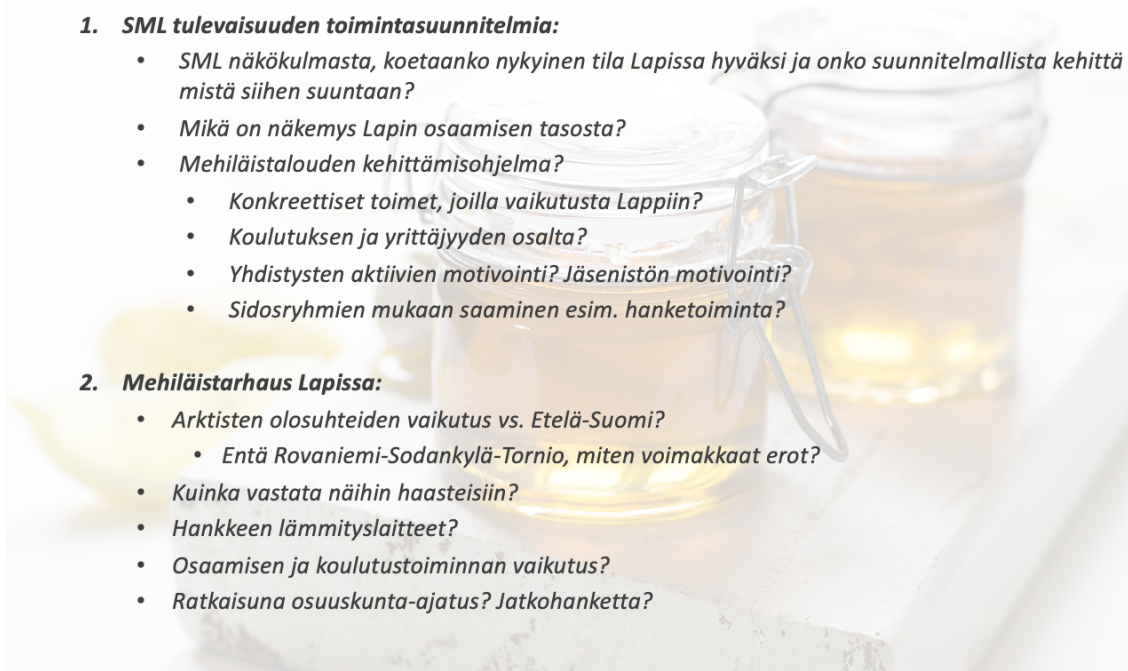 1. SML tulevaisuuden toimintasuunnitelmia:
• SML näkökulmasta, koetaanko nykyinen tila Lapissa hyväksi ja onko suunnitelmallista kehittä
mistä siihen suuntaan?
• Mikä on näkemys Lapin osaamisen tasosta?
• Mehiläistalouden kehittämisohjelma?
• Konkreettiset toimet, joilla vaikutusta Lappiin?
• Koulutuksen ja yrittäjyyden osalta?
• Yhdistysten aktiivien motivointi? Jäsenistön motivointi?
• Sidosryhmien mukaan saaminen esim. hanketoiminta?
2. Mehiläistarhaus Lapissa:
• Arktisten olosuhteiden vaikutus vs. Etelä-Suomi?
• Entä Rovaniemi-Sodankylä-Tornio, miten voimakkaat erot?
• Kuinka vastata näihin haasteisiin?
• Hankkeen lämmityslaitteet?
• Osaamisen ja koulutustoiminnan vaikutus?
• Ratkaisuna osuuskunta-ajatus? Jatkohanketta?